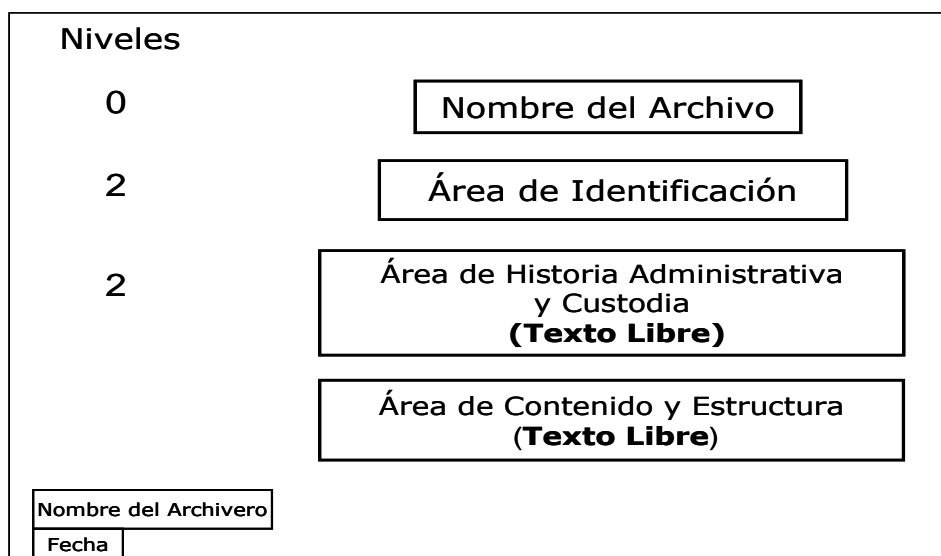 Niveles
0
Nombre del Archivo
2
Área de Identificación
2
Área de Historia Administrativa
y Custodia
(Texto Libre)
Área de Contenido y Estructura
(Texto Libre)
Nombre del Archivero
Fecha